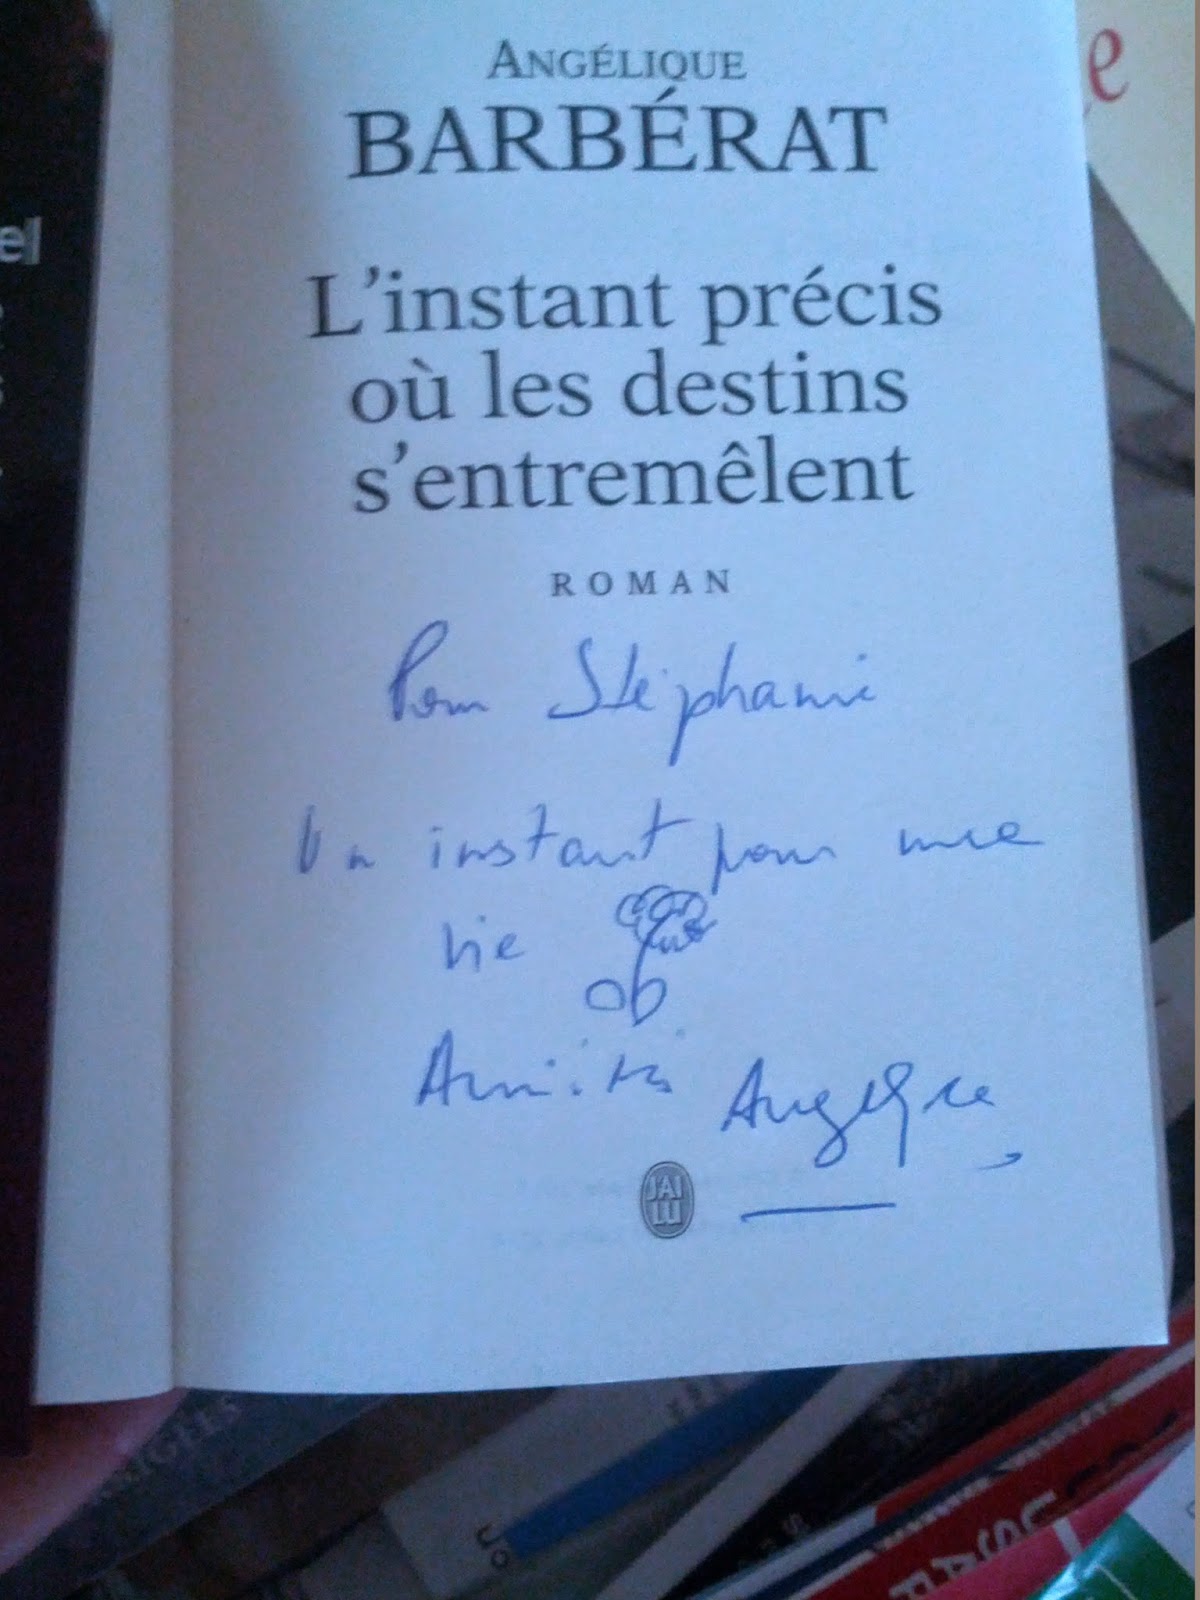 ANGÉLIQUE
BARBÉRAT
L'instant précis
où les destins
s'entremêlent
ROMAN
Pour Stéphanie
Un instant pour une
vie
Amitiés Angélique
J'AI
LU